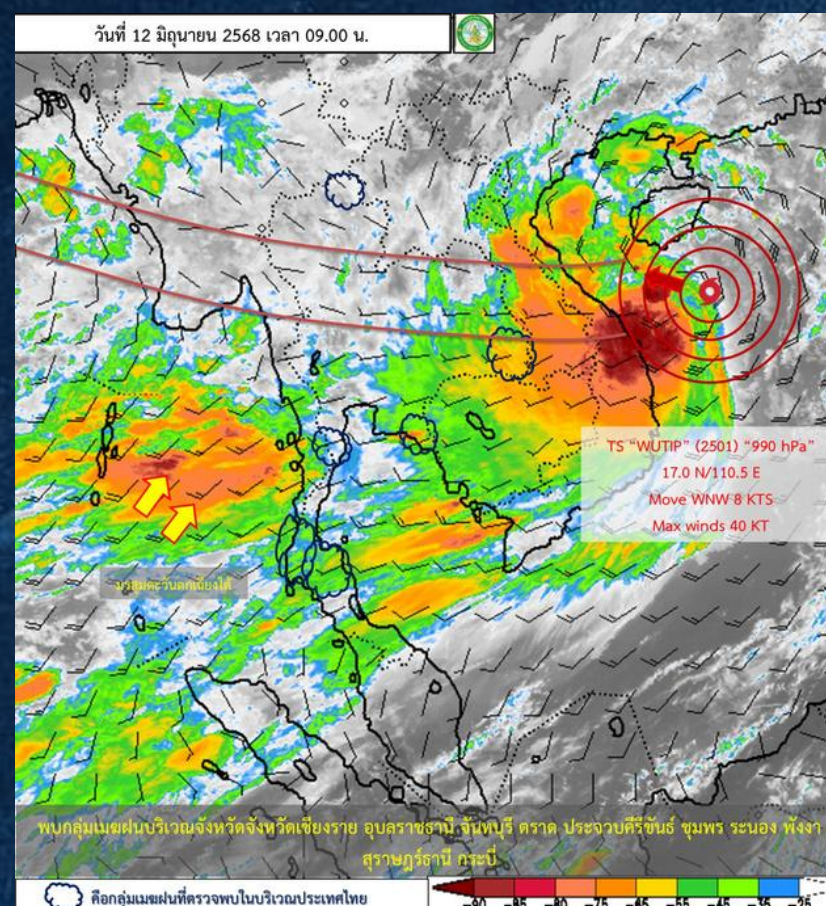 วันที่ 12 มิถุนายน 2568 เวลา 09.00 น.
TS “WUTIP” (2501) “990 hPa”
17.0 N/110.5 E
Move WNW 8 KTS
Max winds 40 KT
มรสุมตะวันตกเฉียงใต้
พบกลุ่มเมฆฝนบริเวณจังหวัดจังหวัดเชียงราย อุบลราชธานี จันทบุรี ตราด ประจวบคีรีขันธ์ ชุมพร ระนอง พังงา
สุราษฎร์ธานี กระบี่
คือกลุ่มเมฆฝนที่ตรวจพบในบริเวณประเทศไทย
-90 -85 -80 -75 -65 -55 -45 -35 -25